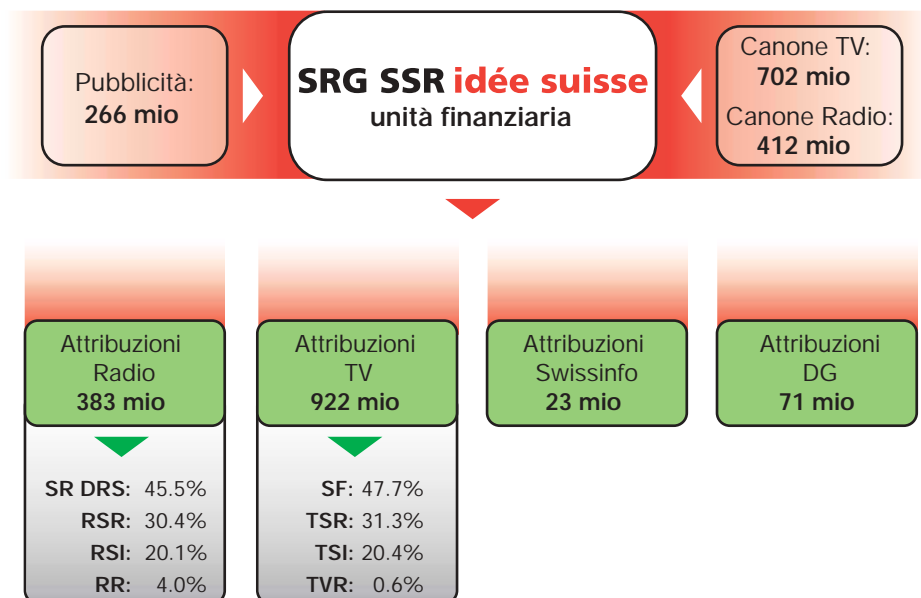 Pubblicità:
266 mio
SRG SSR idée suisse
unità finanziaria
Canone TV:
702 mio
Canone Radio:
412 mio
Attribuzioni
Radio
383 mio
SR DRS: 45.5%
RSR: 30.4%
RSI: 20.1%
RR: 4.0%
Attribuzioni
TV
922 mio
SF: 47.7%
TSR: 31.3%
TSI: 20.4%
TVR: 0.6%
Attribuzioni
Swissinfo
23 mio
Attribuzioni
DG
71 mio